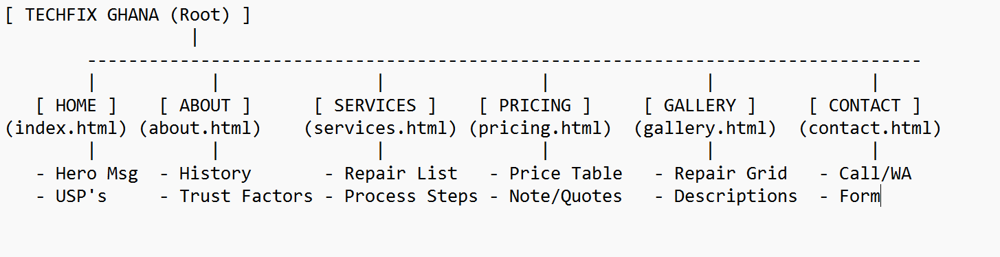 [ TECHFIX GHANA (Root) ]
                  |
        ---------------------------------------------------------------------------------
        |           |               |               |               |               |
   [ HOME ]    [ ABOUT ]      [ SERVICES ]    [ PRICING ]     [ GALLERY ]     [ CONTACT ]
(index.html) (about.html)    (services.html) (pricing.html)  (gallery.html)  (contact.html)
        |           |               |               |               |               |
   - Hero Msg  - History       - Repair List   - Price Table   - Repair Grid   - Call/WA
   - USP's     - Trust Factors - Process Steps - Note/Quotes   - Descriptions  - Form